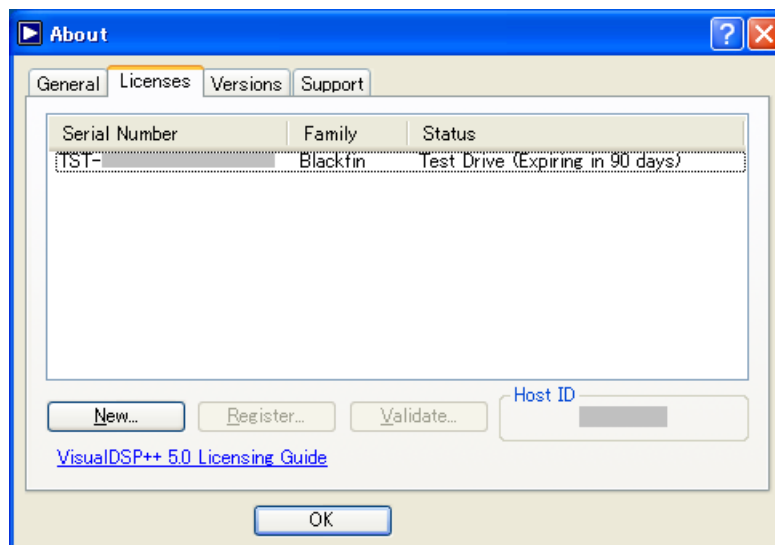 About
General Licenses Versions Support
Serial Number Family Status
TST- Blackfin Test Drive (Expiring in 90 days)
Host ID
New... Register... Validate...
VisualDSP++ 5.0 Licensing Guide
OK